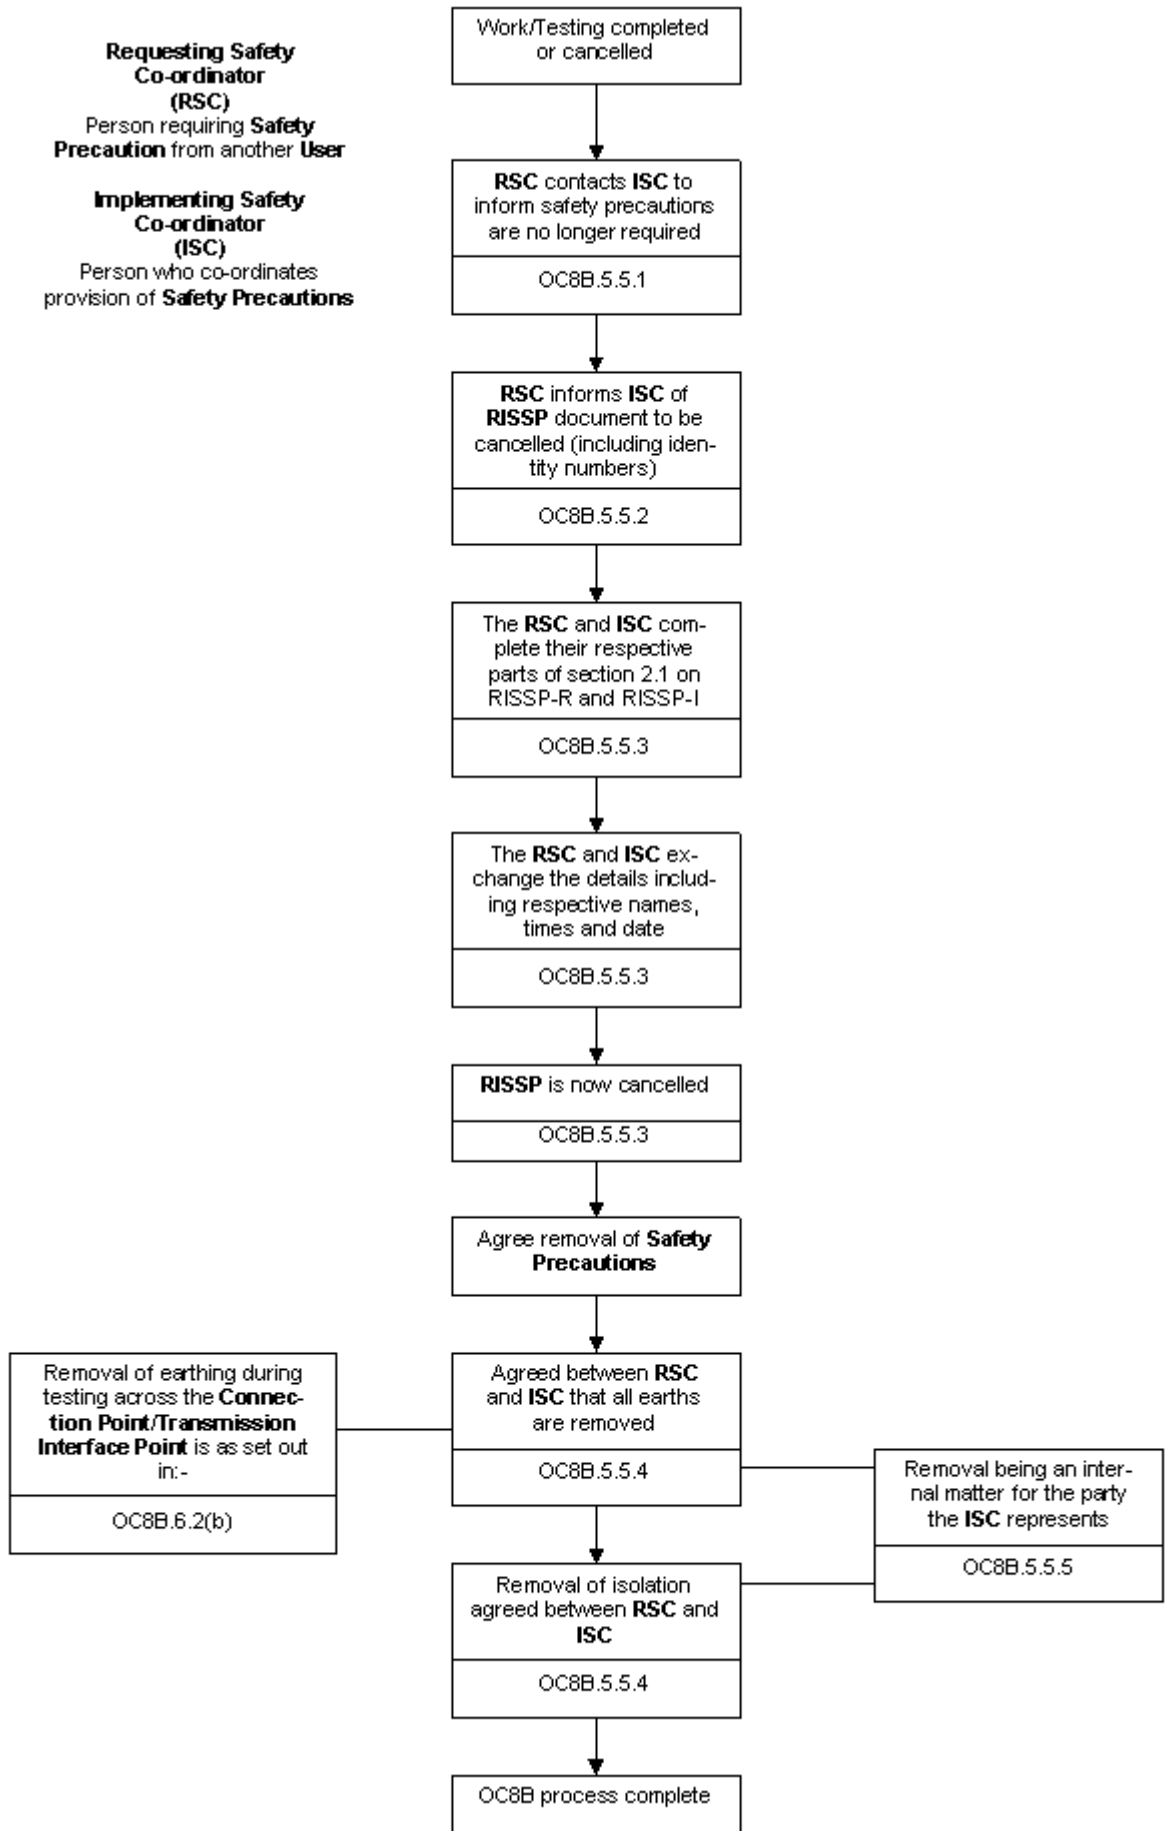 Requesting Safety
Co-ordinator
(RSC)
Person requiring Safety
Precaution from another User
Implementing Safety
Co-ordinator
(ISC)
Person who co-ordinates
provision of Safety Precautions
Work/Testing completed
or cancelled
RSC contacts ISC to
inform safety precautions
are no longer required
OC8B.5.5.1
RSC informs ISC of
RISSP document to be
cancelled (including iden-
tity numbers)
OC8B.5.5.2
The RSC and ISC com-
plete their respective
parts of section 2.1 on
RISSP-R and RISSP-I
OC8B.5.5.3
The RSC and ISC ex-
change the details includ-
ing respective names,
times and date
OC8B.5.5.3
RISSP is now cancelled
OC8B.5.5.3
Agree removal of Safety
Precautions
Removal of earthing during
testing across the Connec-
tion Point/Transmission
Interface Point is as set out
in:-
OC8B.6.2(b)
Agreed between RSC
and ISC that all earths
are removed
OC8B.5.5.4
Removal being an inter-
nal matter for the party
the ISC represents
OC8B.5.5.5
Removal of isolation
agreed between RSC and
ISC
OC8B.5.5.4
OC8B process complete